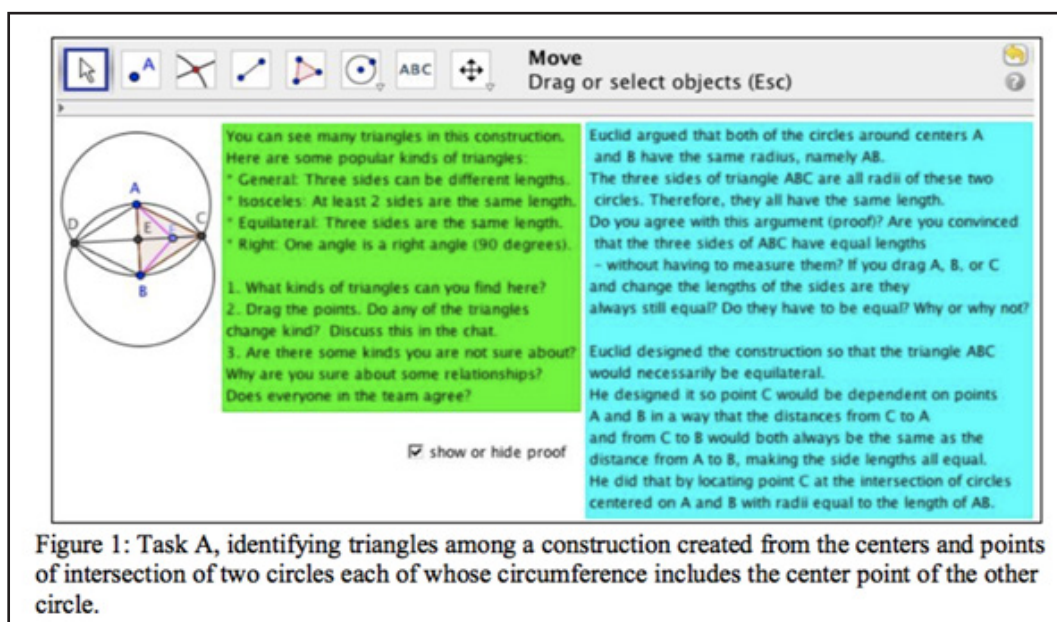 A
ABC
Move
Drag or select objects (Esc)
?
A
D
E
F
C
B
You can see many triangles in this construction.
Here are some popular kinds of triangles:
* General: Three sides can be different lengths.
* Isosceles: At least 2 sides are the same length.
* Equilateral: Three sides are the same length.
* Right: One angle is a right angle (90 degrees).
1. What kinds of triangles can you find here?
2. Drag the points. Do any of the triangles
change kind? Discuss this in the chat.
3. Are there some kinds you are not sure about?
Why are you sure about some relationships?
Does everyone in the team agree?
show or hide proof
Euclid argued that both of the circles around centers A
and B have the same radius, namely AB.
The three sides of triangle ABC are all radii of these two
circles. Therefore, they all have the same length.
Do you agree with this argument (proof)? Are you convinced
that the three sides of ABC have equal lengths
- without having to measure them? If you drag A, B, or C
and change the lengths of the sides are they
always still equal? Do they have to be equal? Why or why not?
Euclid designed the construction so that the triangle ABC
would necessarily be equilateral.
He designed it so point C would be dependent on points
A and B in a way that the distances from C to A
and from C to B would both always be the same as the
distance from A to B, making the side lengths all equal.
He did that by locating point C at the intersection of circles
centered on A and B with radii equal to the length of AB.
Figure 1: Task A, identifying triangles among a construction created from the centers and points
of intersection of two circles each of whose circumference includes the center point of the other
circle.